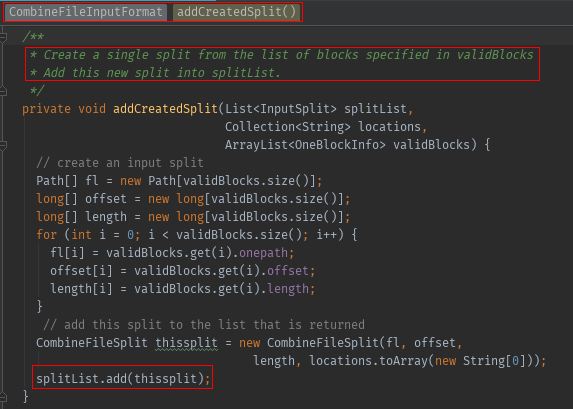 CombineFileInputFormat addCreatedSplit()
/**
* Create a single split from the list of blocks specified in validBlocks
* Add this new split into splitList.
*/
private void addCreatedSplit(List<InputSplit> splitList,
Collection<String> locations,
ArrayList<OneBlockInfo> validBlocks) {
// create an input split
Path[] fl = new Path[validBlocks.size()];
long[] offset = new long[validBlocks.size()];
long[] length = new long[validBlocks.size()];
for (int i = 0; i < validBlocks.size(); i++) {
fl[i] = validBlocks.get(i).onepath;
offset[i] = validBlocks.get(i).offset;
length[i] = validBlocks.get(i).length;
}
// add this split to the list that is returned
CombineFileSplit thissplit = new CombineFileSplit(fl, offset,
length, locations.toArray(new String[0]));
splitList.add(thissplit);
}